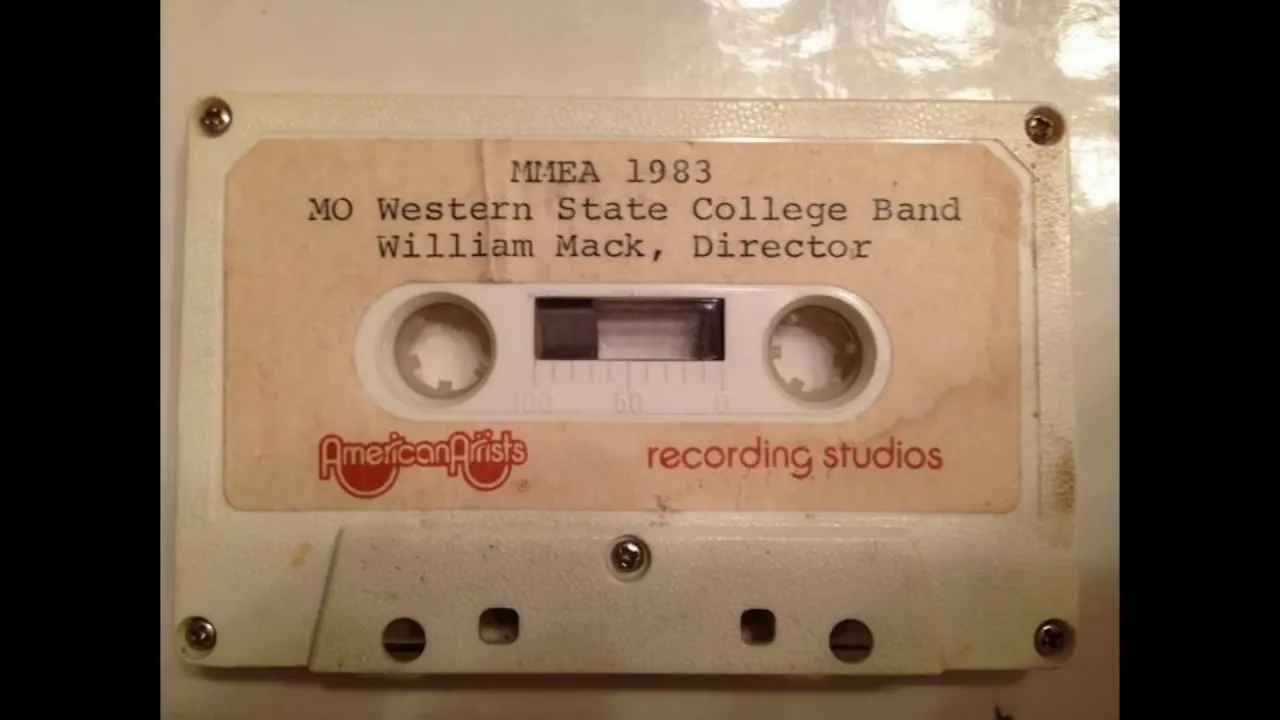 MMEA 1983
MO Western State College Band
William Mack, Director
100 50 0
AmericanArtists ®
recording studios